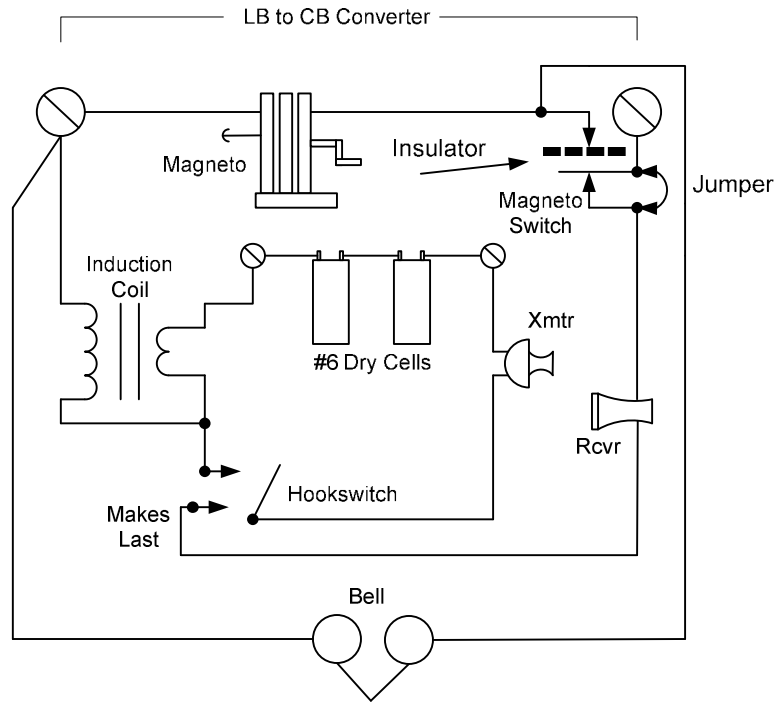 LB to CB Converter
Magneto
Insulator
Magneto
Switch
Jumper
Induction
Coil
#6 Dry Cells
Xmtr
Rcvr
Hookswitch
Makes
Last
Bell